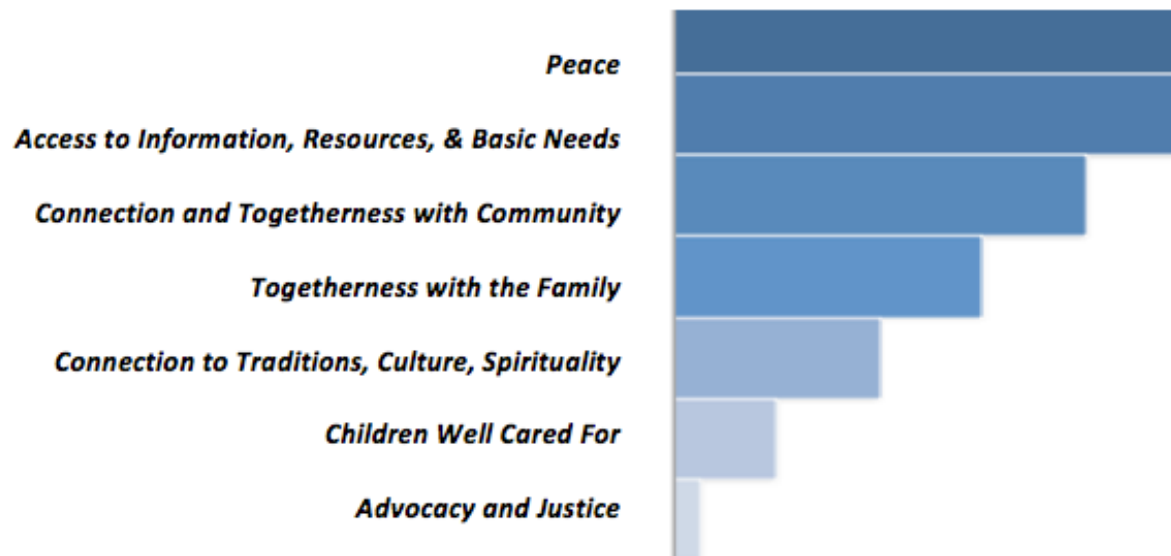 Peace
Access to Information, Resources, & Basic Needs
Connection and Togetherness with Community
Togetherness with the Family
Connection to Traditions, Culture, Spirituality
Children Well Cared For
Advocacy and Justice